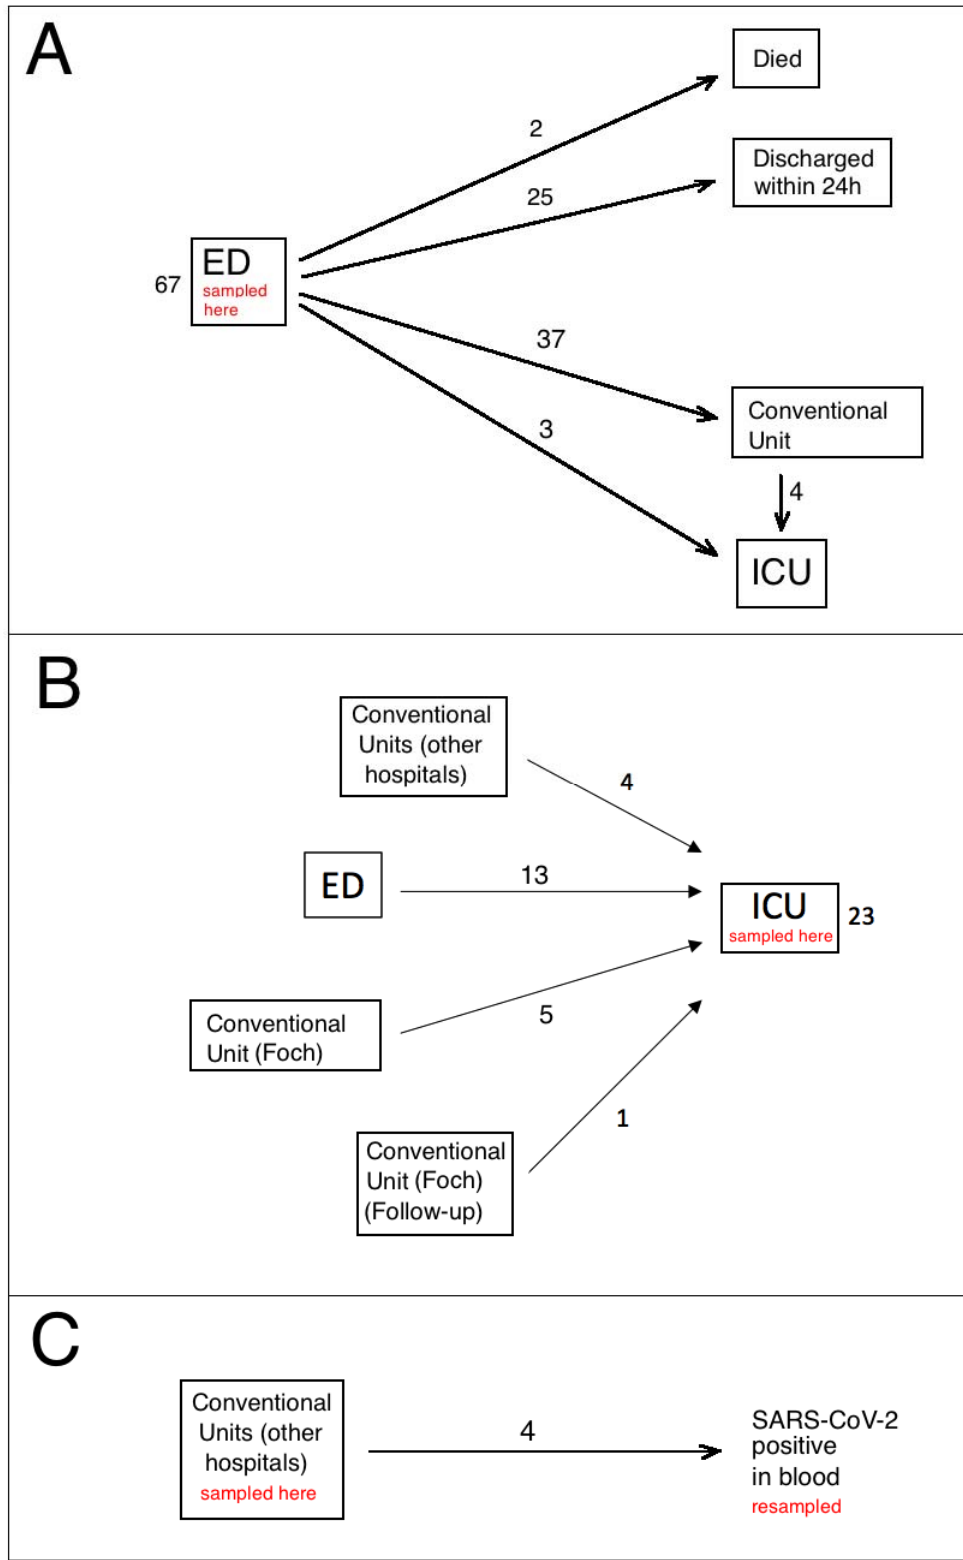 A
Died
2
Discharged
within 24h
25
67
ED
sampled
here
37
Conventional
Unit
3
4
ICU
B
Conventional
Units (other
hospitals)
4
ED
13
ICU
sampled here
23
Conventional
Unit (Foch)
5
Conventional
Unit (Foch)
(Follow-up)
1
C
Conventional
Units (other
hospitals)
sampled here
4
SARS-CoV-2
positive
in blood
resampled